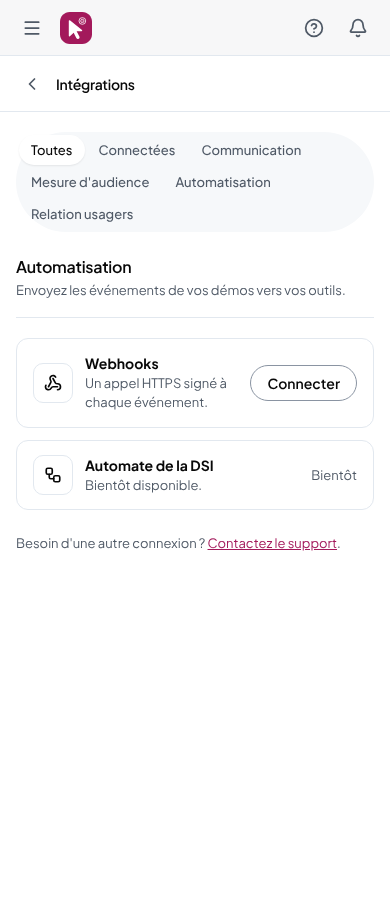 Intégrations
Toutes
Connectées
Communication
Mesure d'audience
Automatisation
Relation usagers
Automatisation
Envoyez les événements de vos démos vers vos outils.
Webhooks
Un appel HTTPS signé à
chaque événement.
Connecter
Automate de la DSI
Bientôt disponible.
Bientôt
Besoin d'une autre connexion ? Contactez le support.